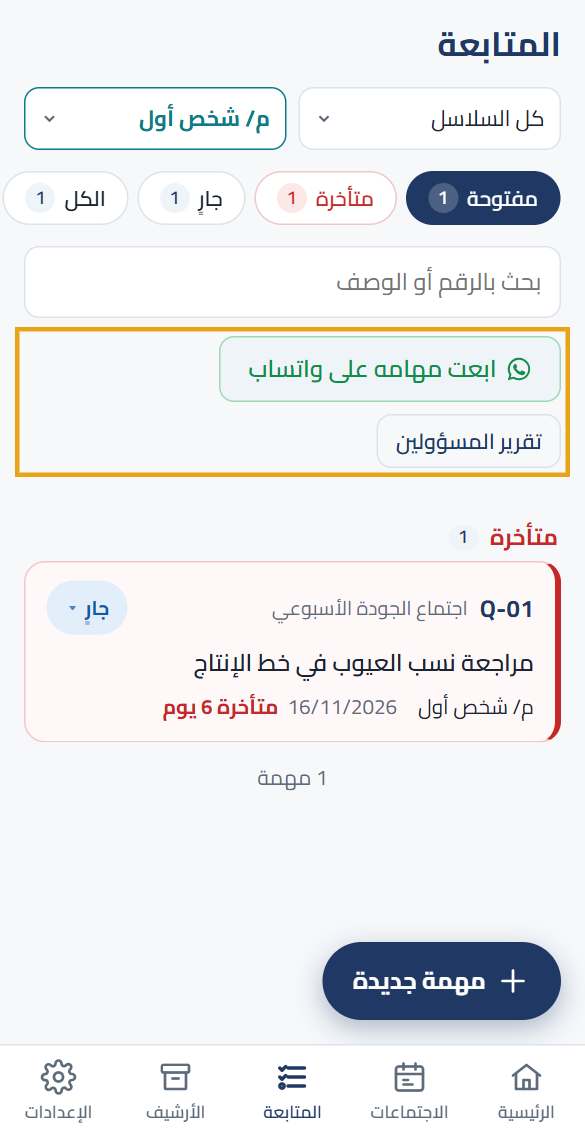 المتابعة
كل السلاسل
م/ شخص أول
مفتوحة 1
متأخرة 1
جارٍ 1
الكل 1
بحث بالرقم أو الوصف
ابعت مهامه على واتساب
تقرير المسؤولين
متأخرة 1
Q-01 اجتماع الجودة الأسبوعي
جارٍ
مراجعة نسب العيوب في خط الإنتاج
م/ شخص أول 16/11/2026 متأخرة 6 يوم
1 مهمة
مهمة جديدة
الرئيسية
الاجتماعات
المتابعة
الأرشيف
الإعدادات